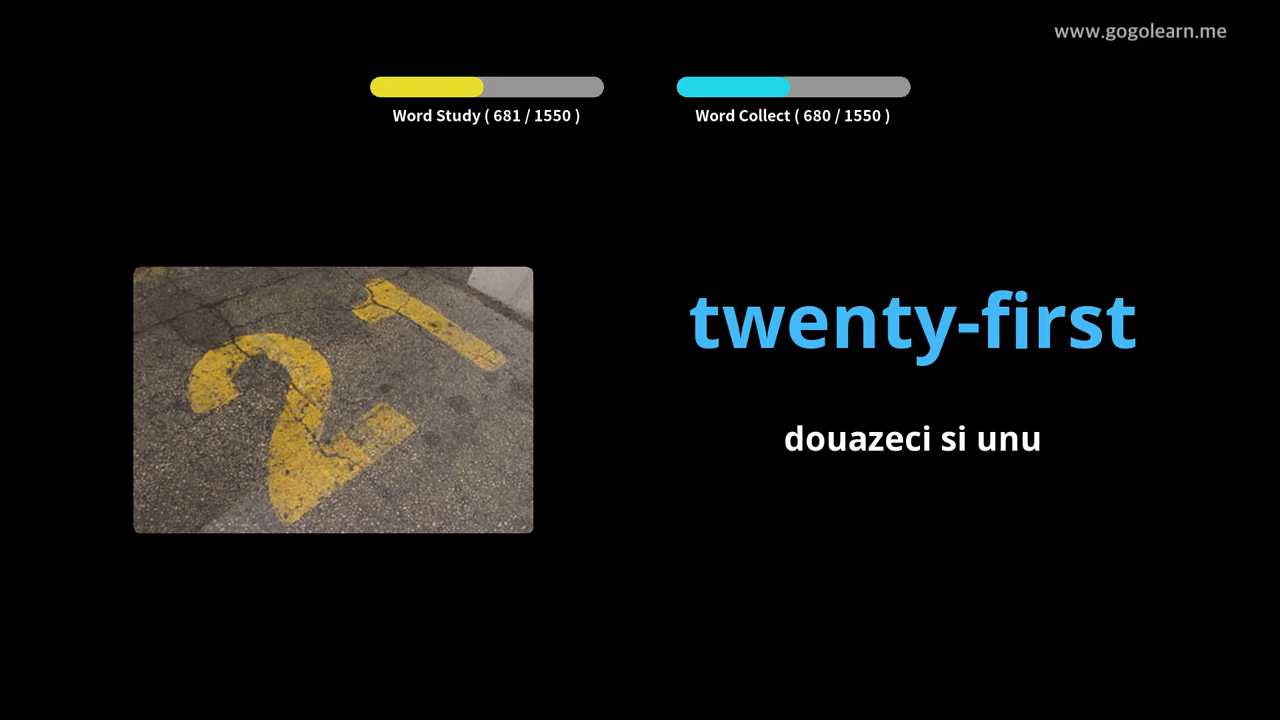 www.gogolearn.me
Word Study ( 681 / 1550 )
Word Collect ( 680 / 1550 )
21
twenty-first
douazeci si unu